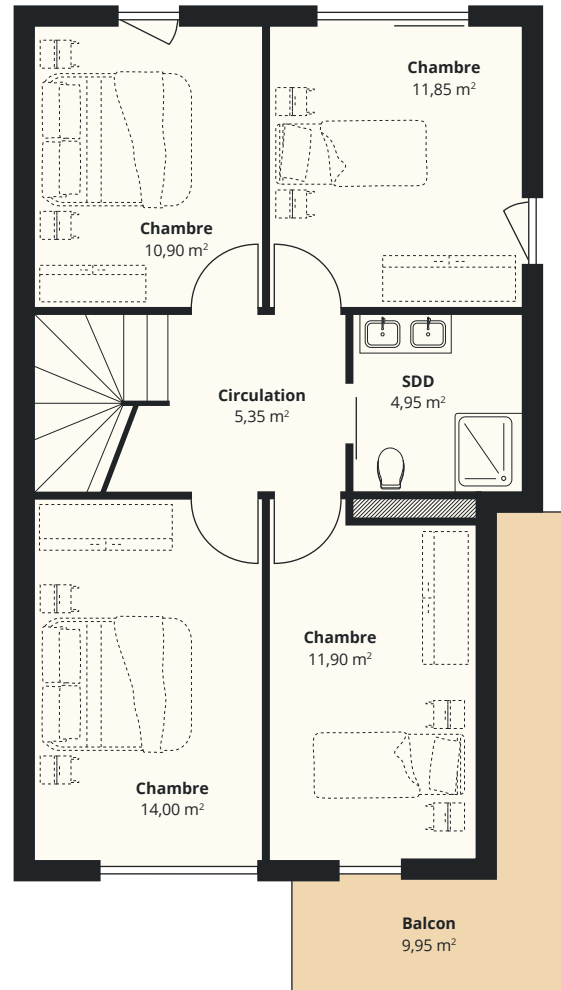 Chambre
11,85 m²
Chambre
10,90 m²
Circulation
5,35 m²
SDD
4,95 m²
Chambre
11,90 m²
Chambre
14,00 m²
Balcon
9,95 m²